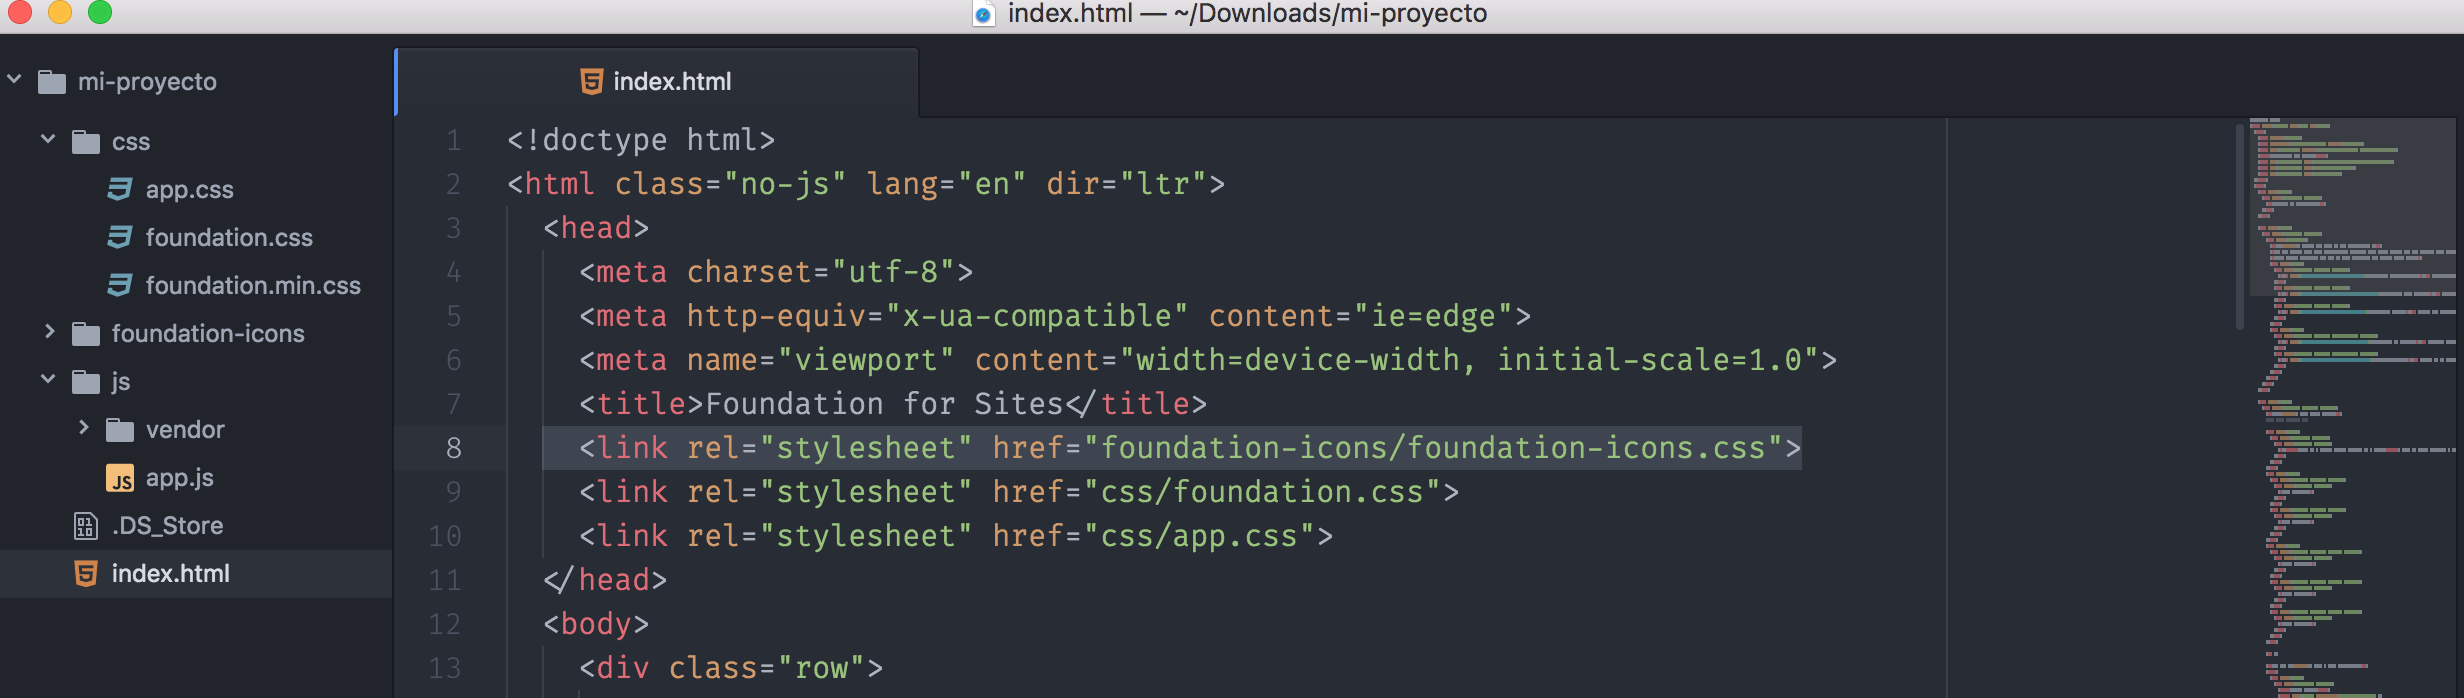 index.html — ~/Downloads/mi-proyecto
mi-proyecto
css
app.css
foundation.css
foundation.min.css
foundation-icons
js
vendor
JS app.js
.DS_Store
index.html
index.html
1 <!doctype html>
2 <html class="no-js" lang="en" dir="ltr">
3 <head>
4 <meta charset="utf-8">
5 <meta http-equiv="x-ua-compatible" content="ie=edge">
6 <meta name="viewport" content="width=device-width, initial-scale=1.0">
7 <title>Foundation for Sites</title>
8 <link rel="stylesheet" href="foundation-icons/foundation-icons.css">
9 <link rel="stylesheet" href="css/foundation.css">
10 <link rel="stylesheet" href="css/app.css">
11 </head>
12 <body>
13 <div class="row">